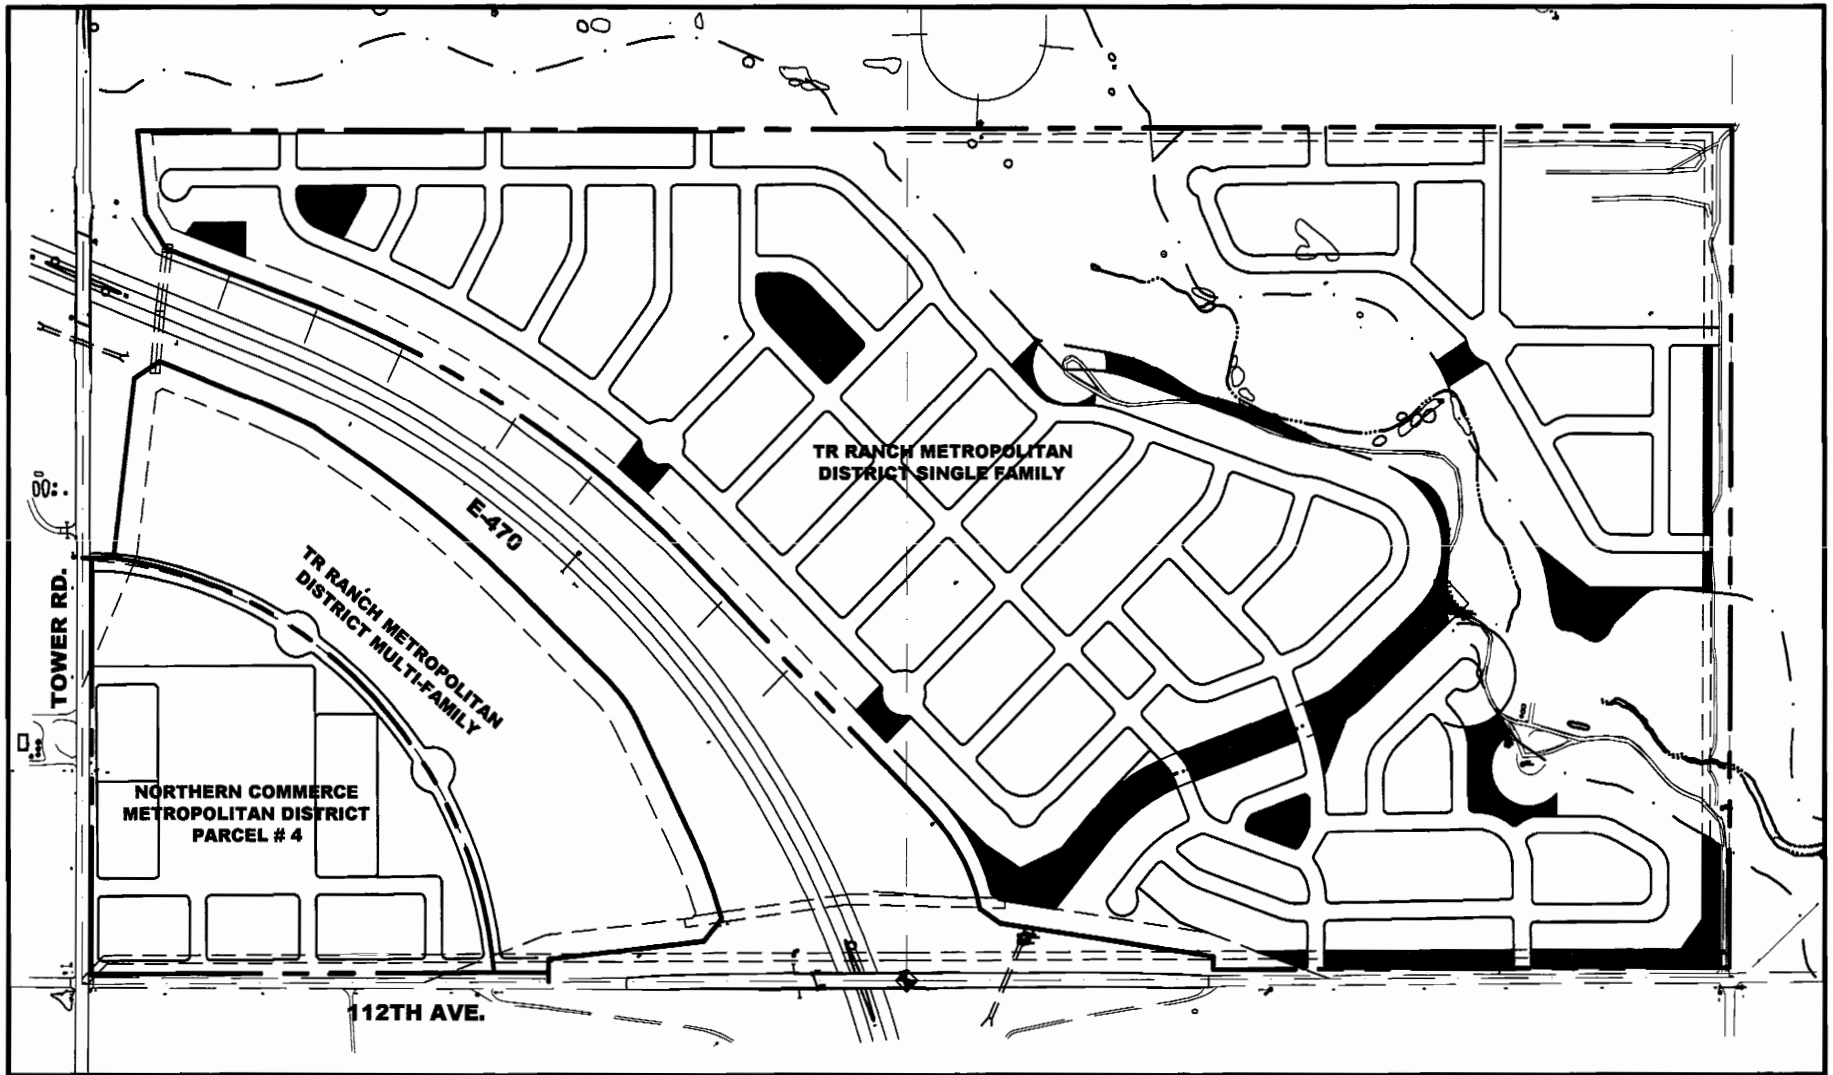 TR RANCH METROPOLITAN
DISTRICT SINGLE FAMILY
E-470
TR RANCH METROPOLITAN
DISTRICT MULTI-FAMILY
TOWER RD.
NORTHERN COMMERCE
METROPOLITAN DISTRICT
PARCEL # 4
112TH AVE.